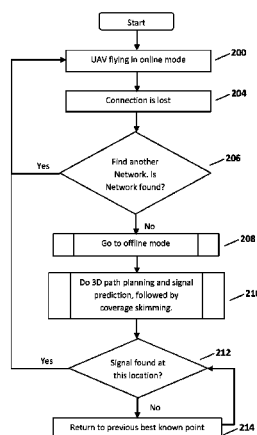 Start
UAV flying in online mode
200
Connection is lost
204
Find another
Network. Is
Network found?
206
Yes
No
Go to offline mode
208
Do 3D path planning and signal
prediction, followed by
coverage skimming.
210
Signal found at
this location?
212
Yes
No
Return to previous best known point
214